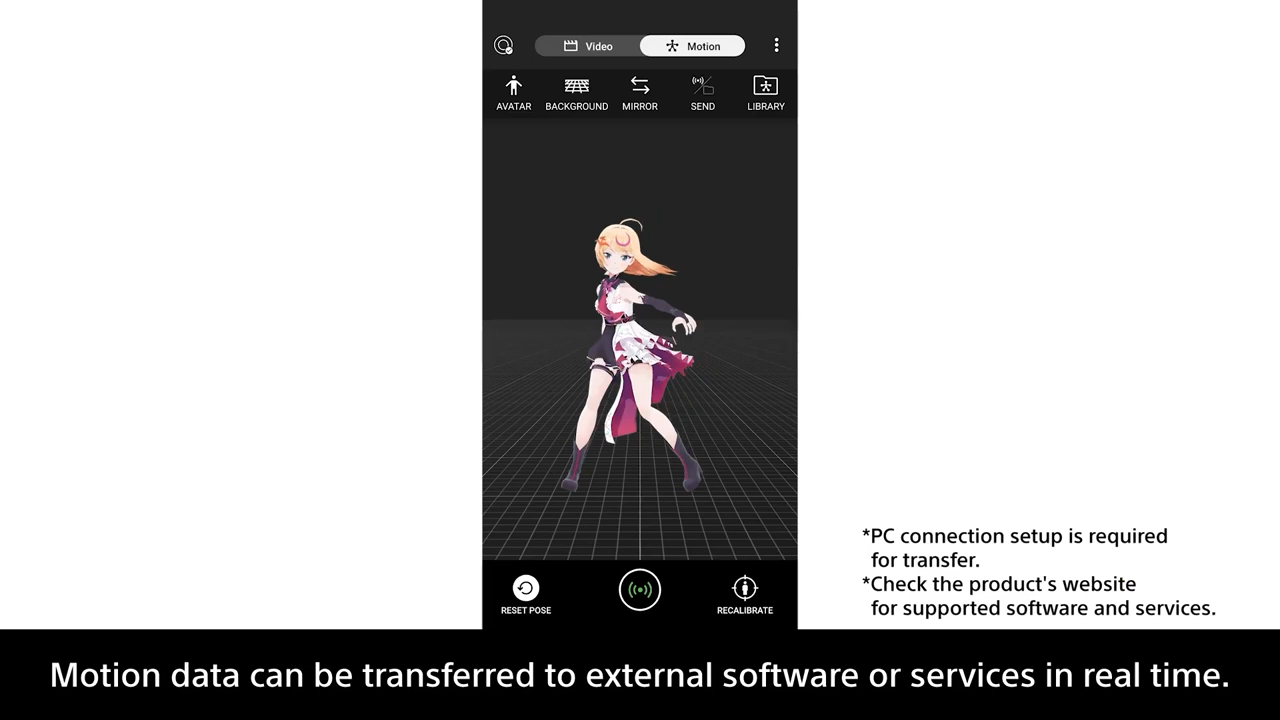 Video
Motion
AVATAR
BACKGROUND
MIRROR
SEND
LIBRARY
RESET POSE
RECALIBRATE
*PC connection setup is required
for transfer.
*Check the product's website
for supported software and services.
Motion data can be transferred to external software or services in real time.